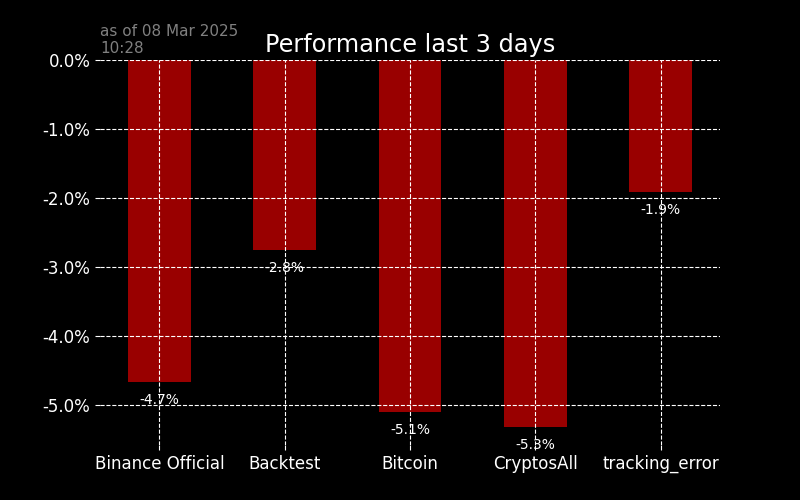 as of 08 Mar 2025
10:28
Performance last 3 days
0.0%
-1.0%
-2.0%
-3.0%
-4.0%
-5.0%
-4.7%
-2.8%
-5.1%
-5.3%
-1.9%
Binance Official
Backtest
Bitcoin
CryptosAll
tracking_error